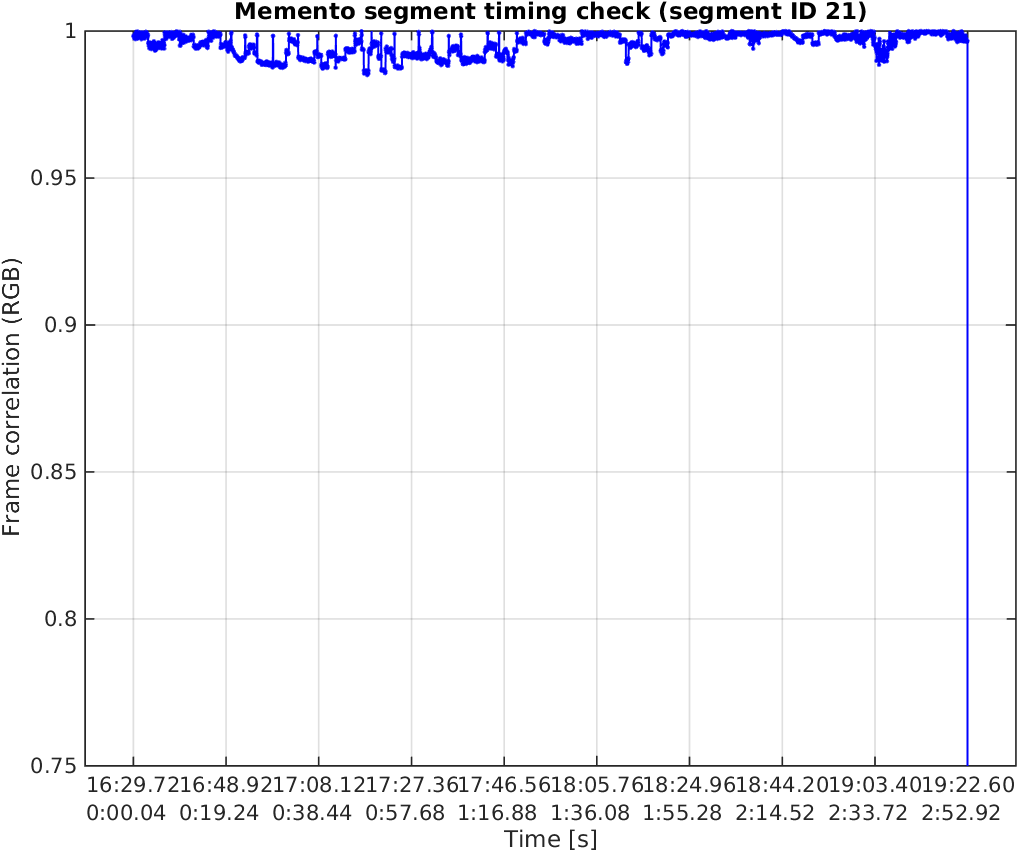 Memento segment timing check (segment ID 21)
1
0.95
0.9
0.85
0.8
0.75
Frame correlation (RGB)
16:29.7216:48.9217:08.1217:27.3617:46.5618:05.7618:24.9618:44.2019:03.4019:22.60
0:00.04 0:19.24 0:38.44 0:57.68 1:16.88 1:36.08 1:55.28 2:14.52 2:33.72 2:52.92
Time [s]